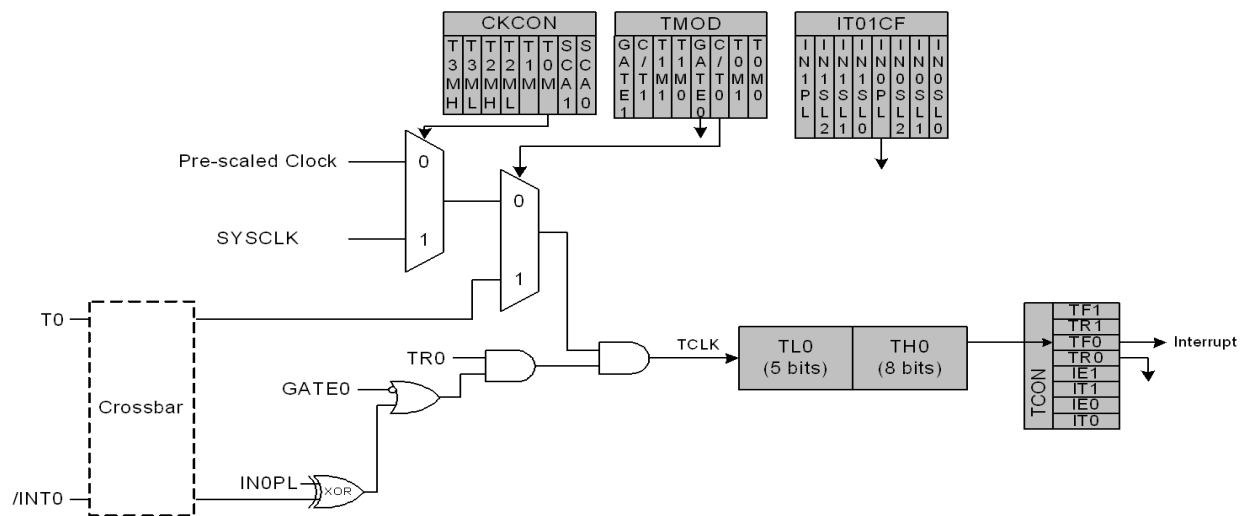 CKCON
T3MH
T3ML
T2MH
T2ML
T1M
T0M
SCA1
SCA0
TMOD
GATE1
C/T1
T1M1
T1M0
GATE0
C/T0
T0M1
T0M0
IT01CF
IN1PL
IN1SL2
IN1SL1
IN1SL0
IN0PL
IN0SL2
IN0SL1
IN0SL0
Pre-scaled Clock
0
SYSCLK
1
0
1
T0
Crossbar
/INT0
TR0
GATE0
IN0PL
XOR
TCLK
TL0
(5 bits)
TH0
(8 bits)
TCON
TF1
TR1
TF0
TR0
IE1
IT1
IE0
IT0
Interrupt